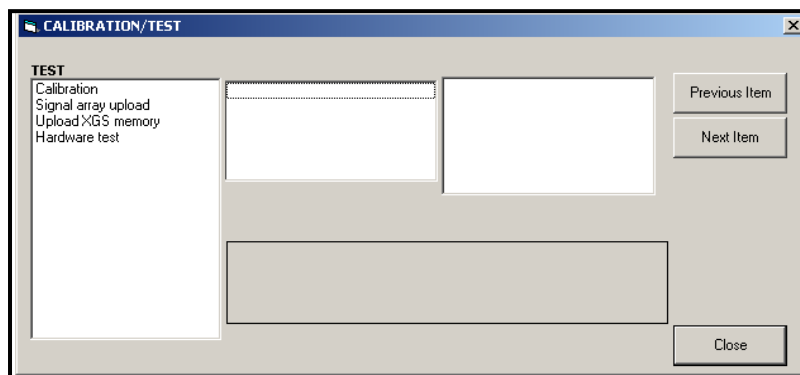 CALIBRATION/TEST
TEST
Calibration
Signal array upload
Upload XGS memory
Hardware test
Previous Item
Next Item
Close